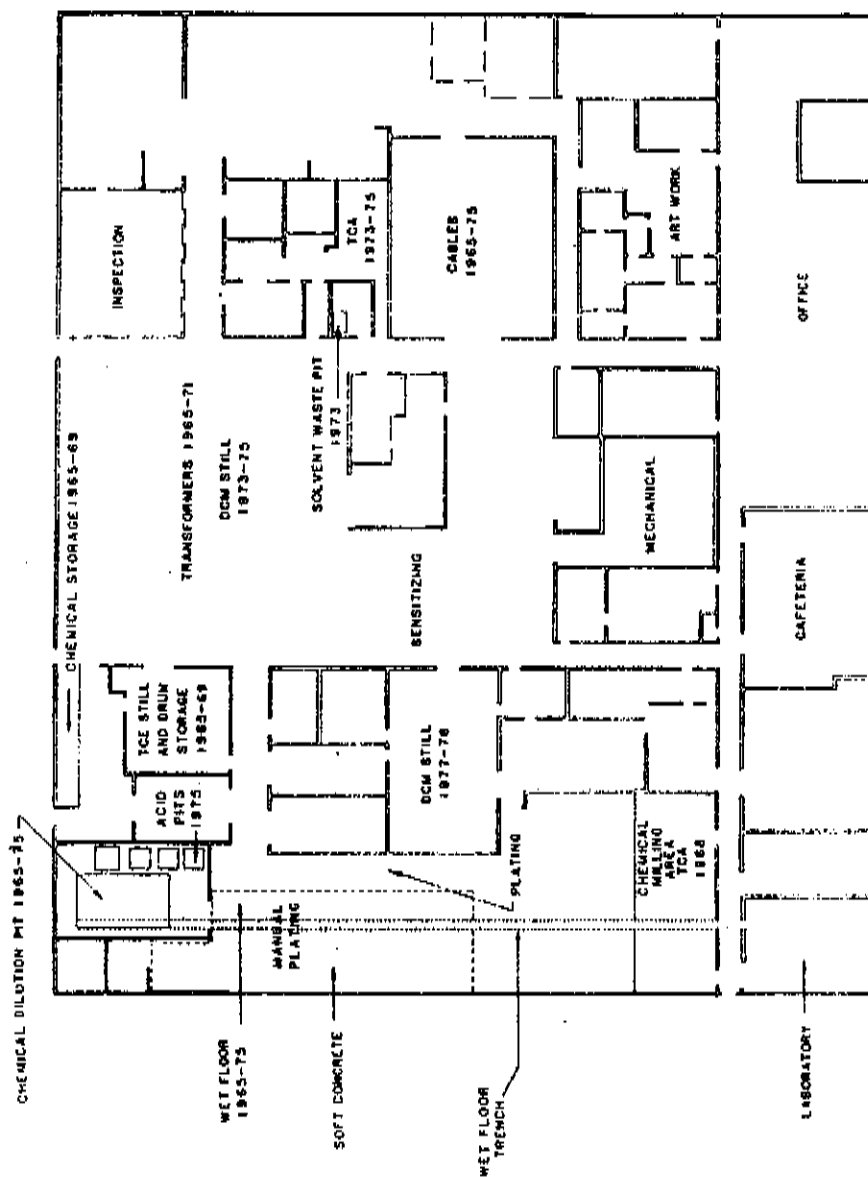 CHEMICAL DILUTION PIT 1965-75
CHEMICAL STORAGE 1965-69
INSPECTION
TCE STILL
AND DRUM
STORAGE
1965-69
ACID
PITS
1975
TRANSFORMERS 1965-71
DCM STILL
1973-75
WET FLOOR
1965-75
MANUAL
PLATING
SOLVENT WASTE PIT
1973
TCA
1973-75
SOFT CONCRETE
SENSITIZING
DCM STILL
1977-78
CABLES
1965-75
WET FLOOR
TRENCH
PLATING
CHEMICAL
MILLING
AREA
TCA
1968
MECHANICAL
ART WORK
LABORATORY
CAFETERIA
OFFICE